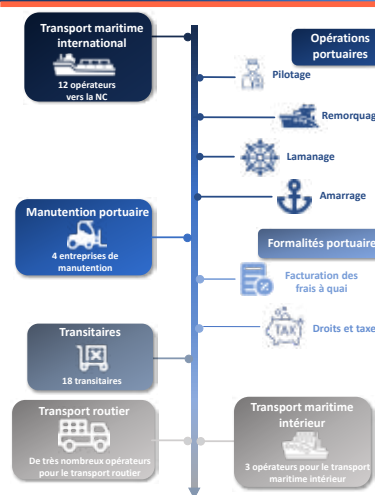 Transport maritime
international
12 opérateurs
vers la NC
Opérations
portuaires
Pilotage
Remorquag
Lamanage
Amarrage
Manutention portuaire
4 entreprises de
manutention
Formalités portuaire
Facturation des
frais à quai
TAX
Droits et taxe
Transitaires
18 transitaires
Transport routier
De très nombreux opérateurs
pour le transport routier
Transport maritime
intérieur
3 opérateurs pour le transport
maritime intérieur